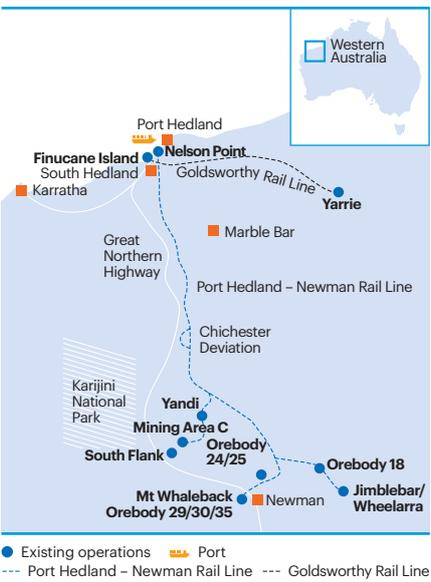 Western
Australia
Port Hedland
Nelson Point
Finucane Island
South Hedland
Goldsworthy Rail Line
Karratha
Yarrie
Marble Bar
Great
Northern
Highway
Port Hedland – Newman Rail Line
Chichester
Deviation
Karijini
National
Park
Yandi
Mining Area C
Orebody
24/25
South Flank
Orebody 18
Mt Whaleback
Orebody 29/30/35
Newman
Jimblebar/
Wheelarra
Existing operations
Port
Port Hedland – Newman Rail Line
Goldsworthy Rail Line